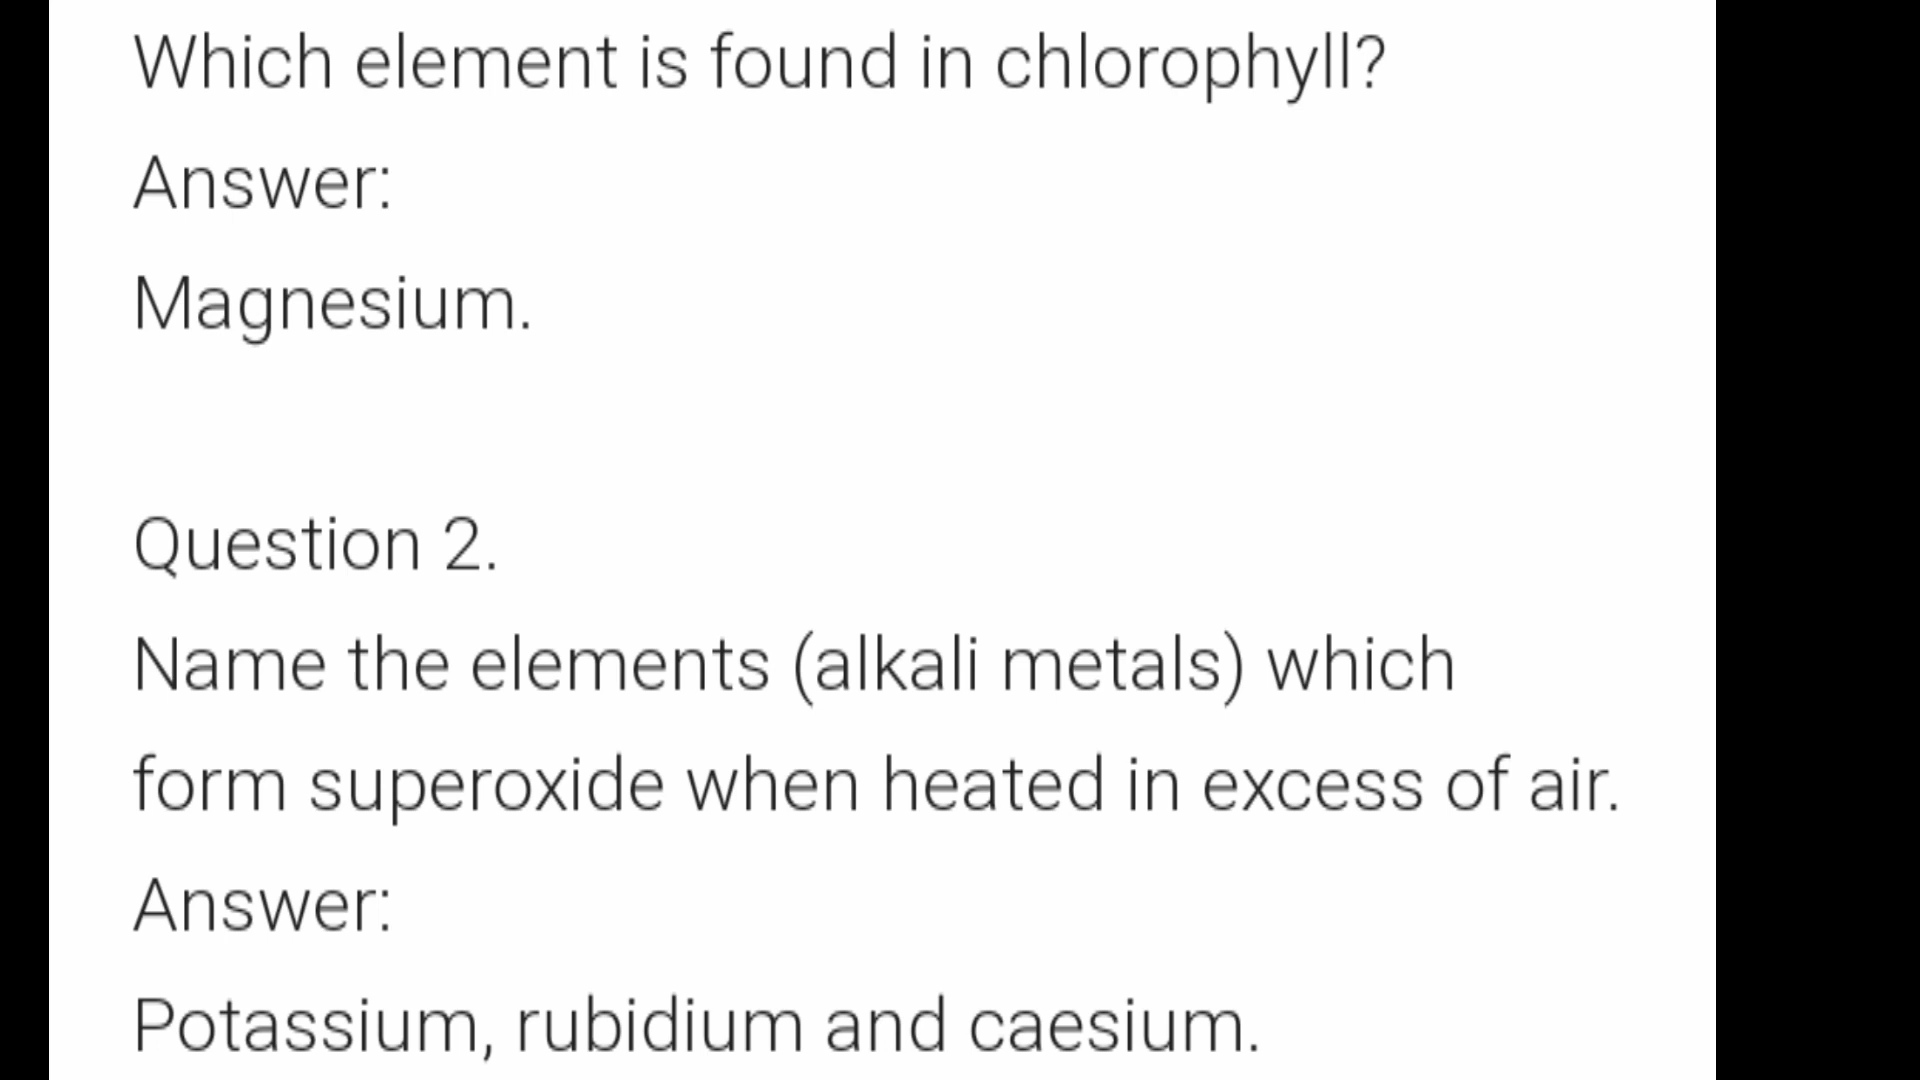 Which element is found in chlorophyll?
Answer:
Magnesium.
Question 2.
Name the elements (alkali metals) which
form superoxide when heated in excess of air.
Answer:
Potassium, rubidium and caesium.